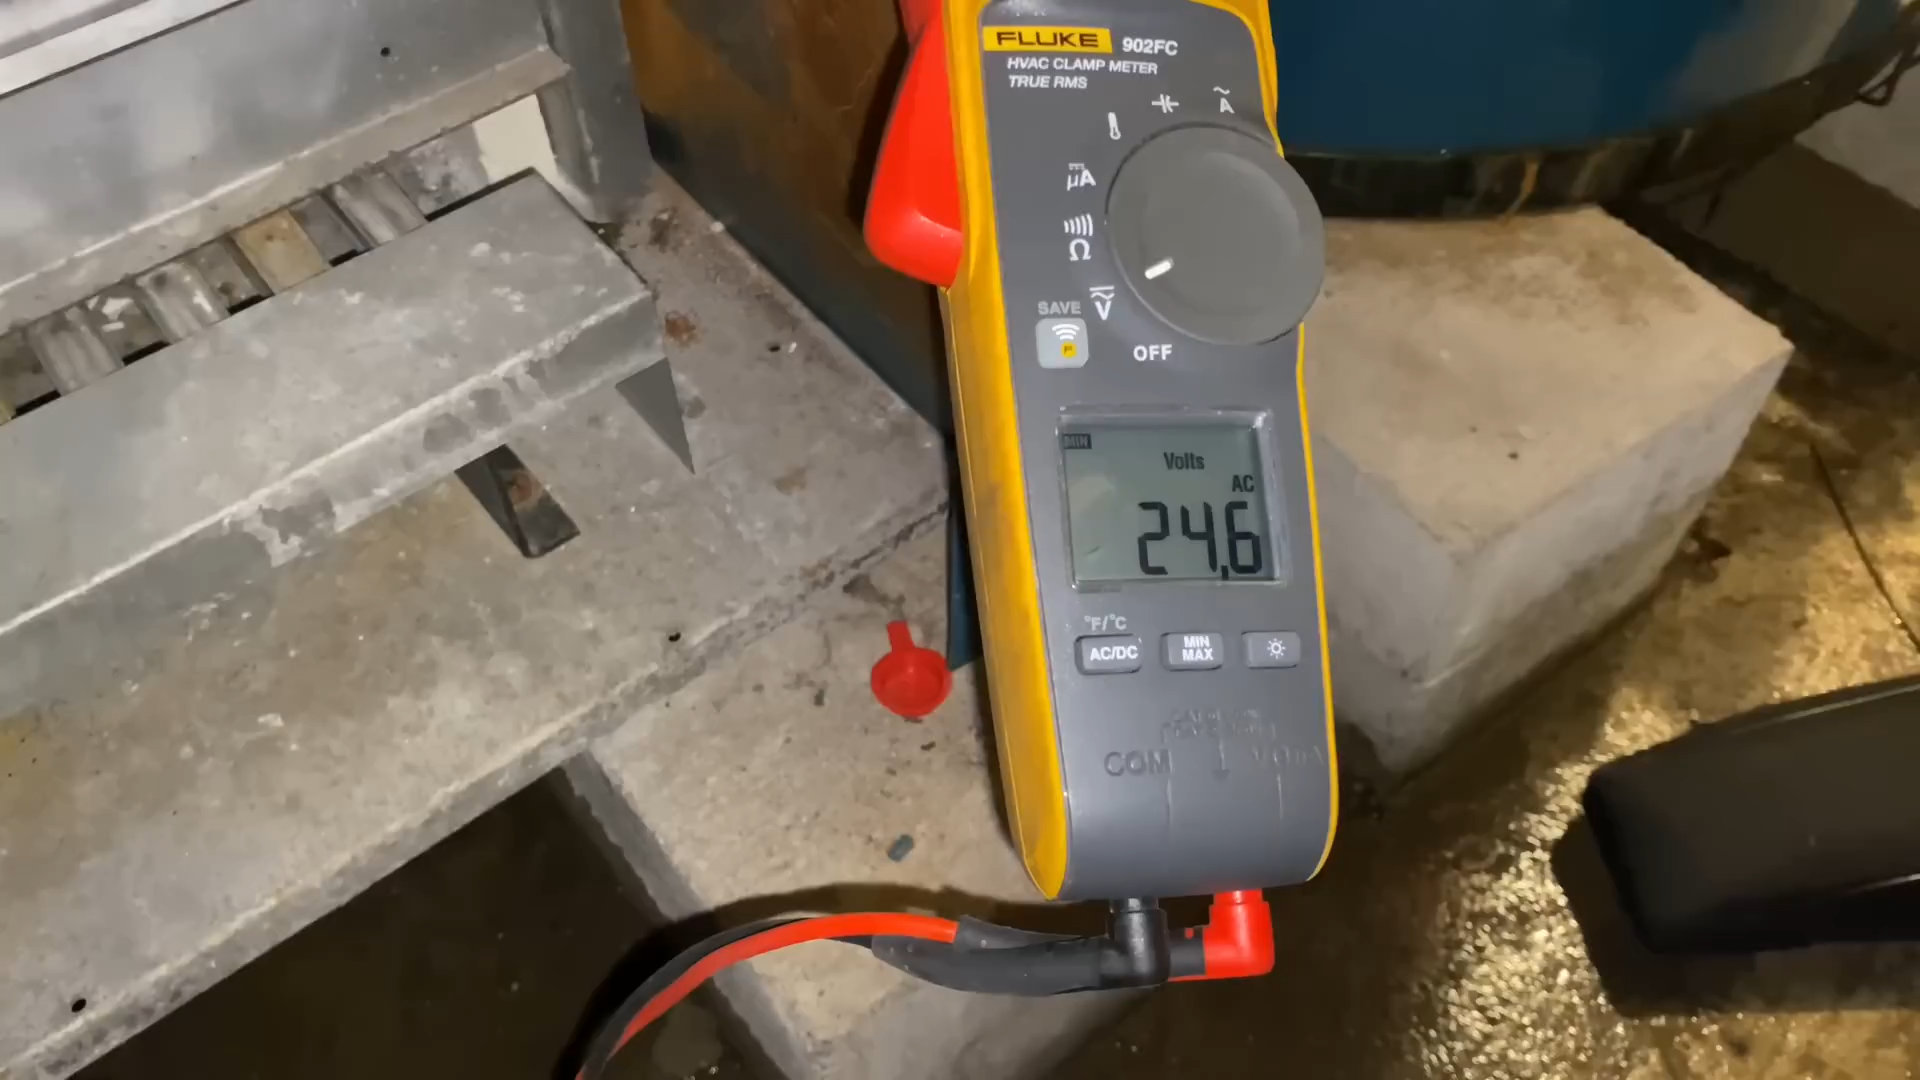 FLUKE 902FC
HVAC CLAMP METER
TRUE RMS
A
µA
Ω
SAVE
V
OFF
MIN
Volts
AC
24.6
°F/°C
AC/DC
MIN
MAX
COM